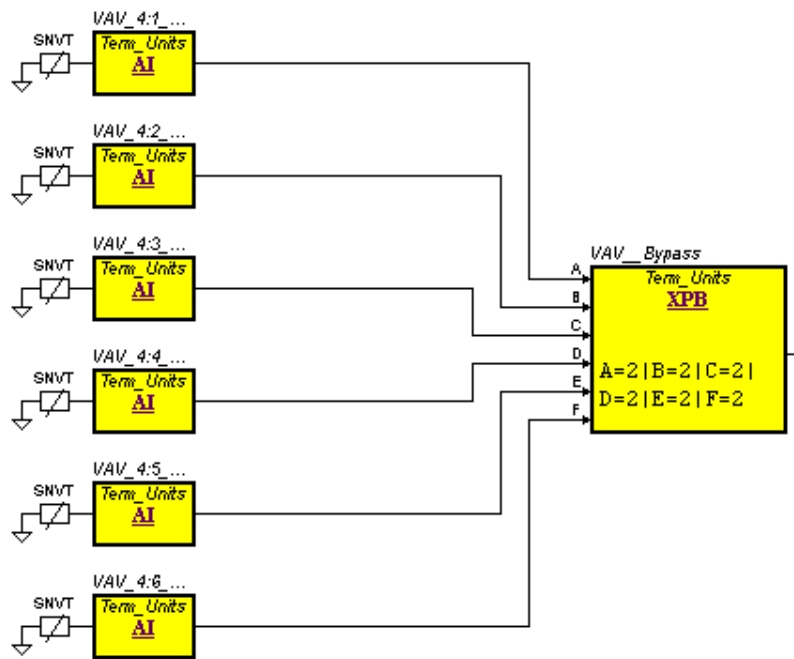 VAV_4:1_...
SNVT
Term_Units
AI
VAV_4:2_...
SNVT
Term_Units
AI
VAV_4:3_...
SNVT
Term_Units
AI
VAV__Bypass
A
Term_Units
XPB
B
C
D
A=2|B=2|C=2|
E
D=2|E=2|F=2
F
VAV_4:4_...
SNVT
Term_Units
AI
VAV_4:5_...
SNVT
Term_Units
AI
VAV_4:6_...
SNVT
Term_Units
AI